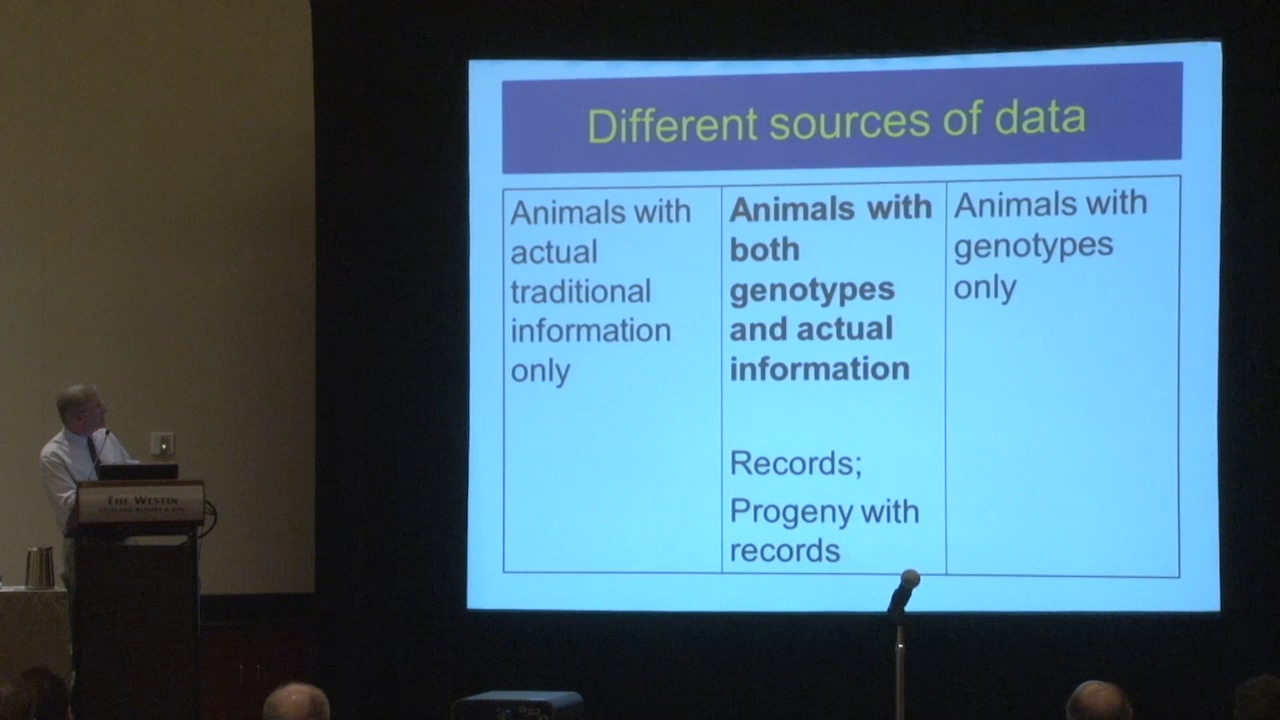 Different sources of data
Animals with
actual
traditional
information
only
Animals with
both
genotypes
and actual
information
Records;
Progeny with
records
Animals with
genotypes
only
THE WESTIN